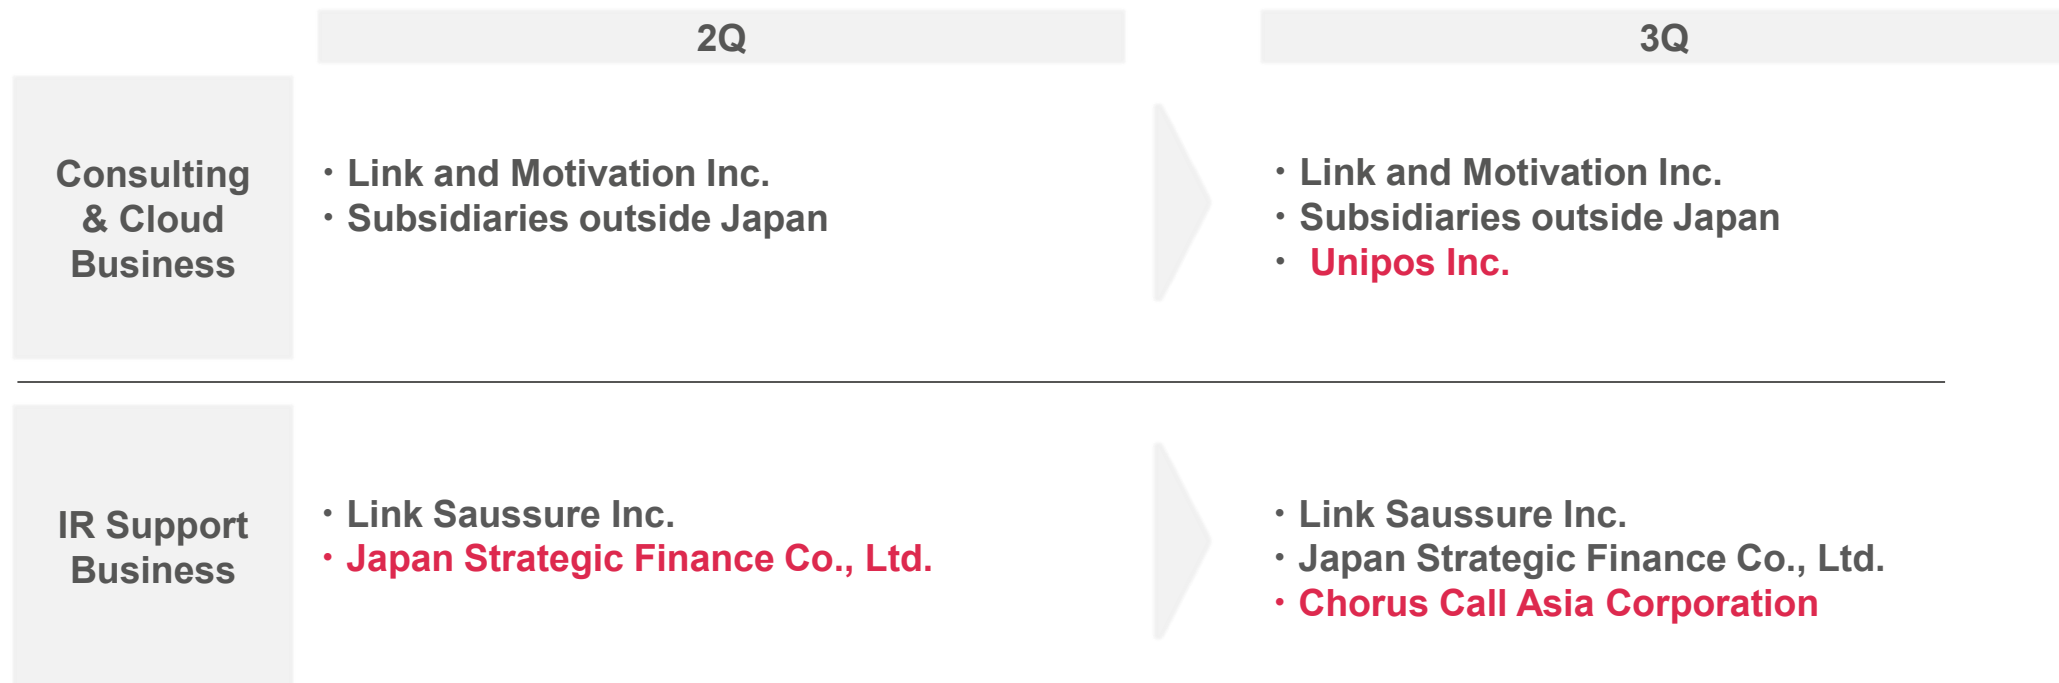 2Q
3Q
Consulting
& Cloud
Business
・Link and Motivation Inc.
・Subsidiaries outside Japan
・Link and Motivation Inc.
・Subsidiaries outside Japan
・ Unipos Inc.
IR Support
Business
・Link Saussure Inc.
・Japan Strategic Finance Co., Ltd.
・Link Saussure Inc.
・Japan Strategic Finance Co., Ltd.
・Chorus Call Asia Corporation